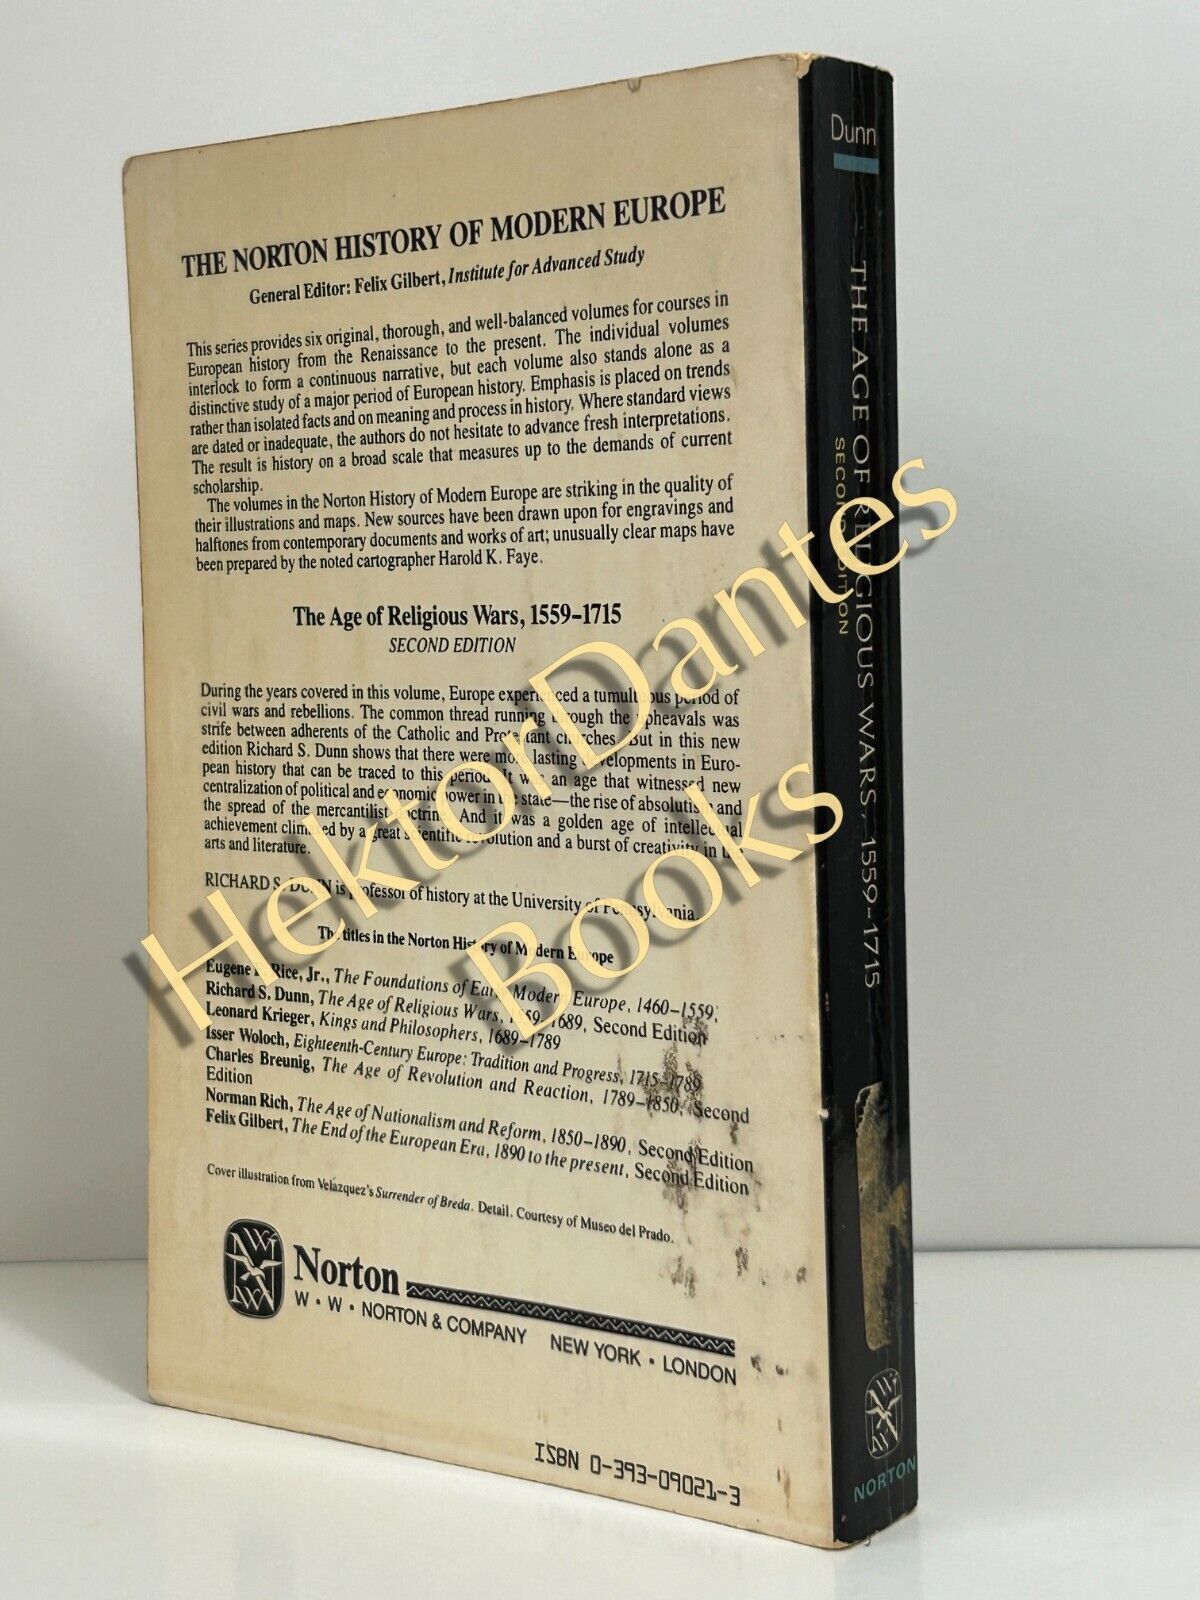 THE NORTON HISTORY OF MODERN EUROPE
General Editor: Felix Gilbert, Institute for Advanced Study
This series provides six original, thorough, and well-balanced volumes for courses in
European history from the Renaissance to the present. The individual volumes
interlock to form a continuous narrative, but each volume also stands alone as a
distinctive study of a major period of European history. Emphasis is placed on trends
rather than isolated facts and on meaning and process in history. Where standard views
are dated or inadequate, the authors do not hesitate to advance fresh interpretations.
The result is history on a broad scale that measures up to the demands of current
scholarship.
The volumes in the Norton History of Modern Europe are striking in the quality of
their illustrations and maps. New sources have been drawn upon for engravings and
halftones from contemporary documents and works of art; unusually clear maps have
been prepared by the noted cartographer Harold K. Faye.
The Age of Religious Wars, 1559–1715
SECOND EDITION
During the years covered in this volume, Europe experienced a tumultuous period of
civil wars and rebellions. The common thread running through the upheavals was
strife between adherents of the Catholic and Protestant churches. But in this new
edition Richard S. Dunn shows that there were more lasting developments in Euro-
pean history that can be traced to this period. It was an age that witnessed new
centralization of political and economic power in the state—the rise of absolutism and
the spread of the mercantilist doctrine. And it was a golden age of intellectual
achievement climaxed by a great scientific revolution and a burst of creativity in the
arts and literature.
RICHARD S. DUNN is professor of history at the University of Pennsylvania.
The titles in the Norton History of Modern Europe
Eugene F. Rice, Jr., The Foundations of Early Modern Europe, 1460–1559
Richard S. Dunn, The Age of Religious Wars, 1559–1689, Second Edition
Leonard Krieger, Kings and Philosophers, 1689–1789
Isser Woloch, Eighteenth-Century Europe: Tradition and Progress, 1715–1789
Charles Breunig, The Age of Revolution and Reaction, 1789–1850, Second
Edition
Norman Rich, The Age of Nationalism and Reform, 1850–1890, Second Edition
Felix Gilbert, The End of the European Era, 1890 to the present, Second Edition
Cover illustration from Velázquez's Surrender of Breda. Detail. Courtesy of Museo del Prado.
Norton
W • W • NORTON & COMPANY NEW YORK • LONDON
ISBN 0-393-09021-3
Dunn
THE AGE OF RELIGIOUS WARS, 1559-1715
SECOND EDITION
NORTON
HektorDantes
Books